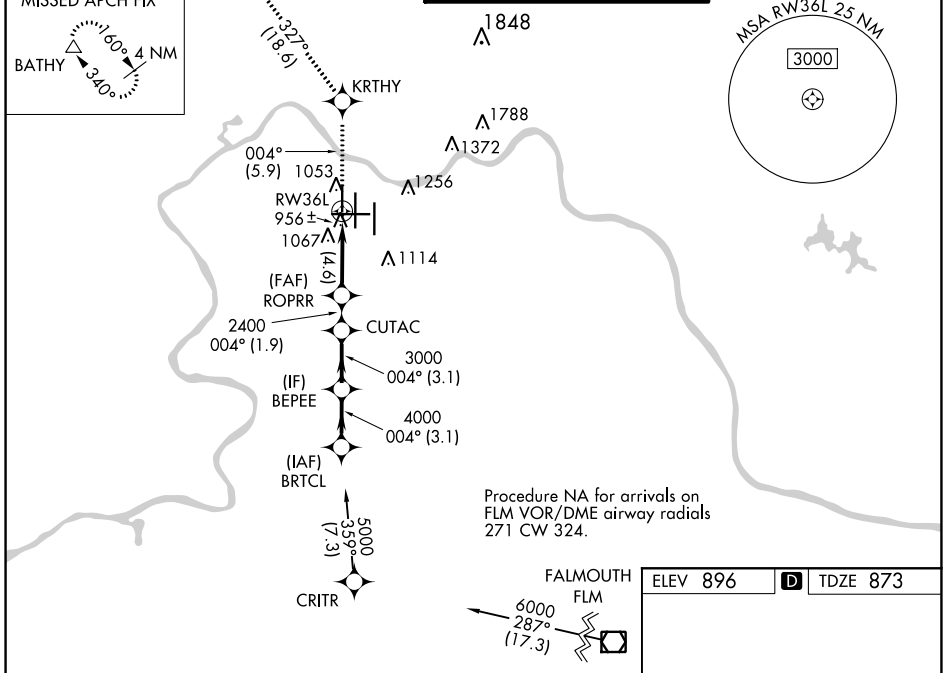 MISSED APCH FIX
BATHY
160°
4 NM
340°
327°
(18.6)
1848
MSA RW36L 25 NM
3000
KRTHY
1788
1372
004°
(5.9)
1053
1256
RW36L
956 ±
1067
(4.6)
1114
(FAF)
ROPRR
2400
004° (1.9)
CUTAC
3000
004° (3.1)
(IF)
BEPEE
4000
004° (3.1)
(IAF)
BRTCL
5000
359°
(7.3)
CRITR
Procedure NA for arrivals on
FLM VOR/DME airway radials
271 CW 324.
FALMOUTH
FLM
6000
287°
(17.3)
ELEV 896 D TDZE 873